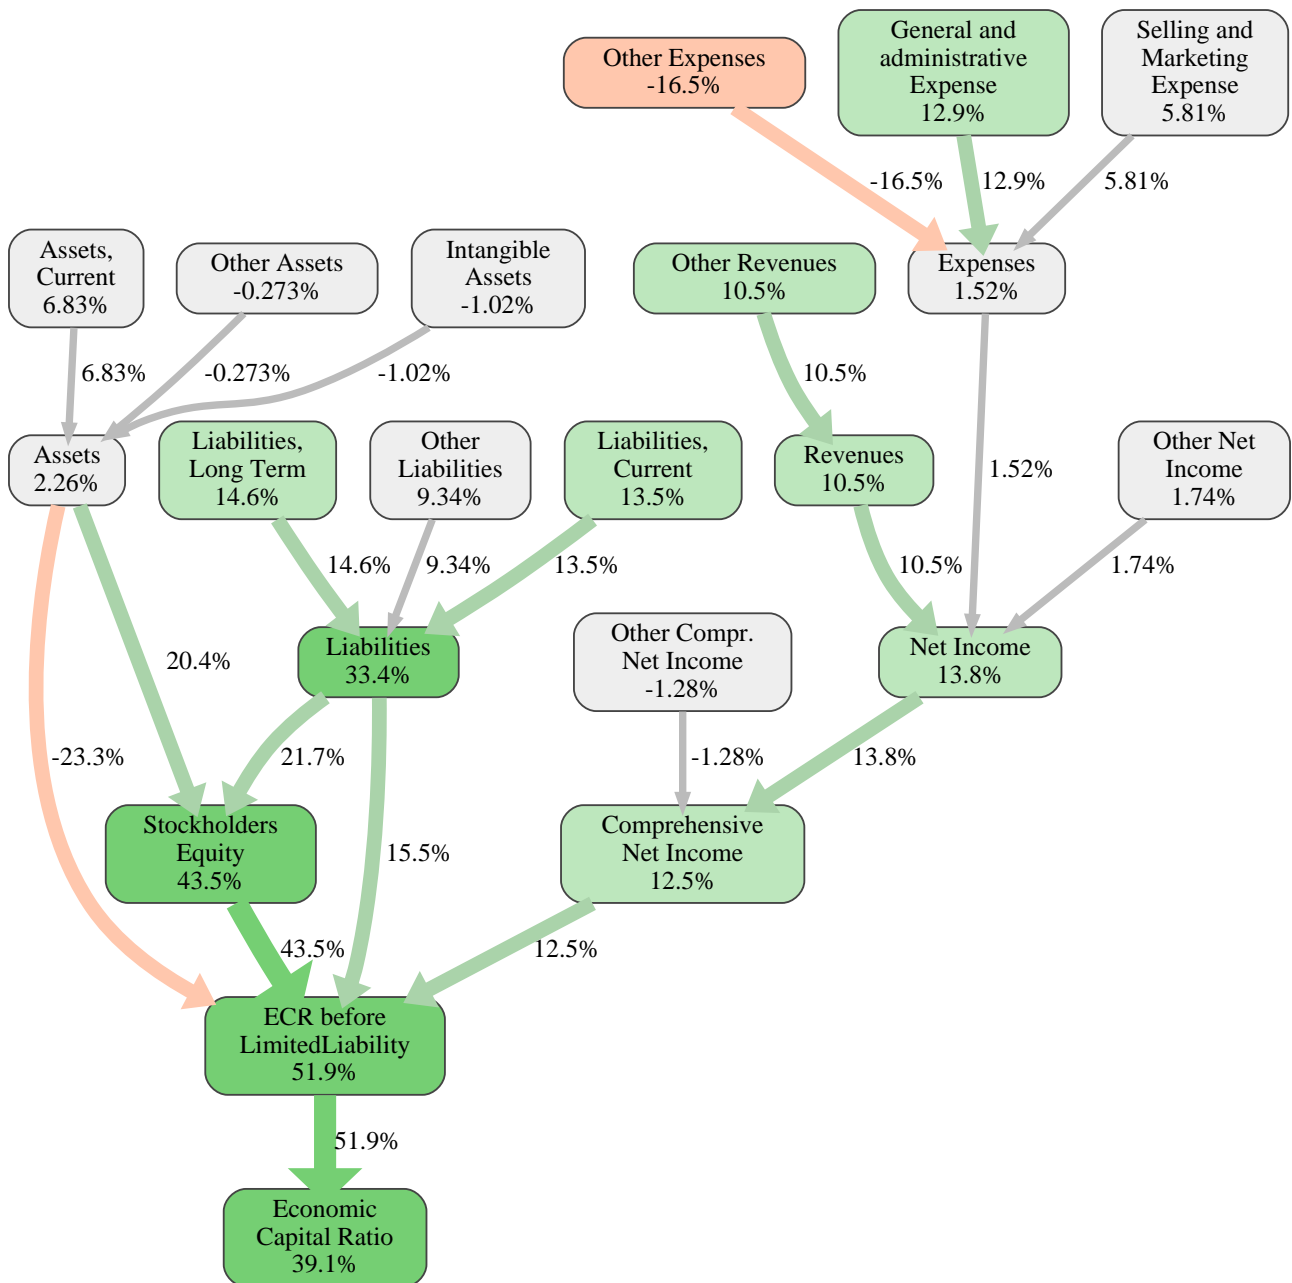 Other Expenses
-16.5%
General and
administrative
Expense
12.9%
Selling and
Marketing
Expense
5.81%
-16.5%
12.9%
5.81%
Assets,
Current
6.83%
Other Assets
-0.273%
Intangible
Assets
-1.02%
Other Revenues
10.5%
Expenses
1.52%
6.83%
-0.273%
-1.02%
10.5%
Assets
2.26%
Liabilities,
Long Term
14.6%
Other
Liabilities
9.34%
Liabilities,
Current
13.5%
Revenues
10.5%
1.52%
Other Net
Income
1.74%
14.6%
9.34%
13.5%
10.5%
1.74%
20.4%
Liabilities
33.4%
Other Compr.
Net Income
-1.28%
Net Income
13.8%
-23.3%
21.7%
-1.28%
13.8%
Stockholders
Equity
43.5%
15.5%
Comprehensive
Net Income
12.5%
43.5%
12.5%
ECR before
LimitedLiability
51.9%
51.9%
Economic
Capital Ratio
39.1%